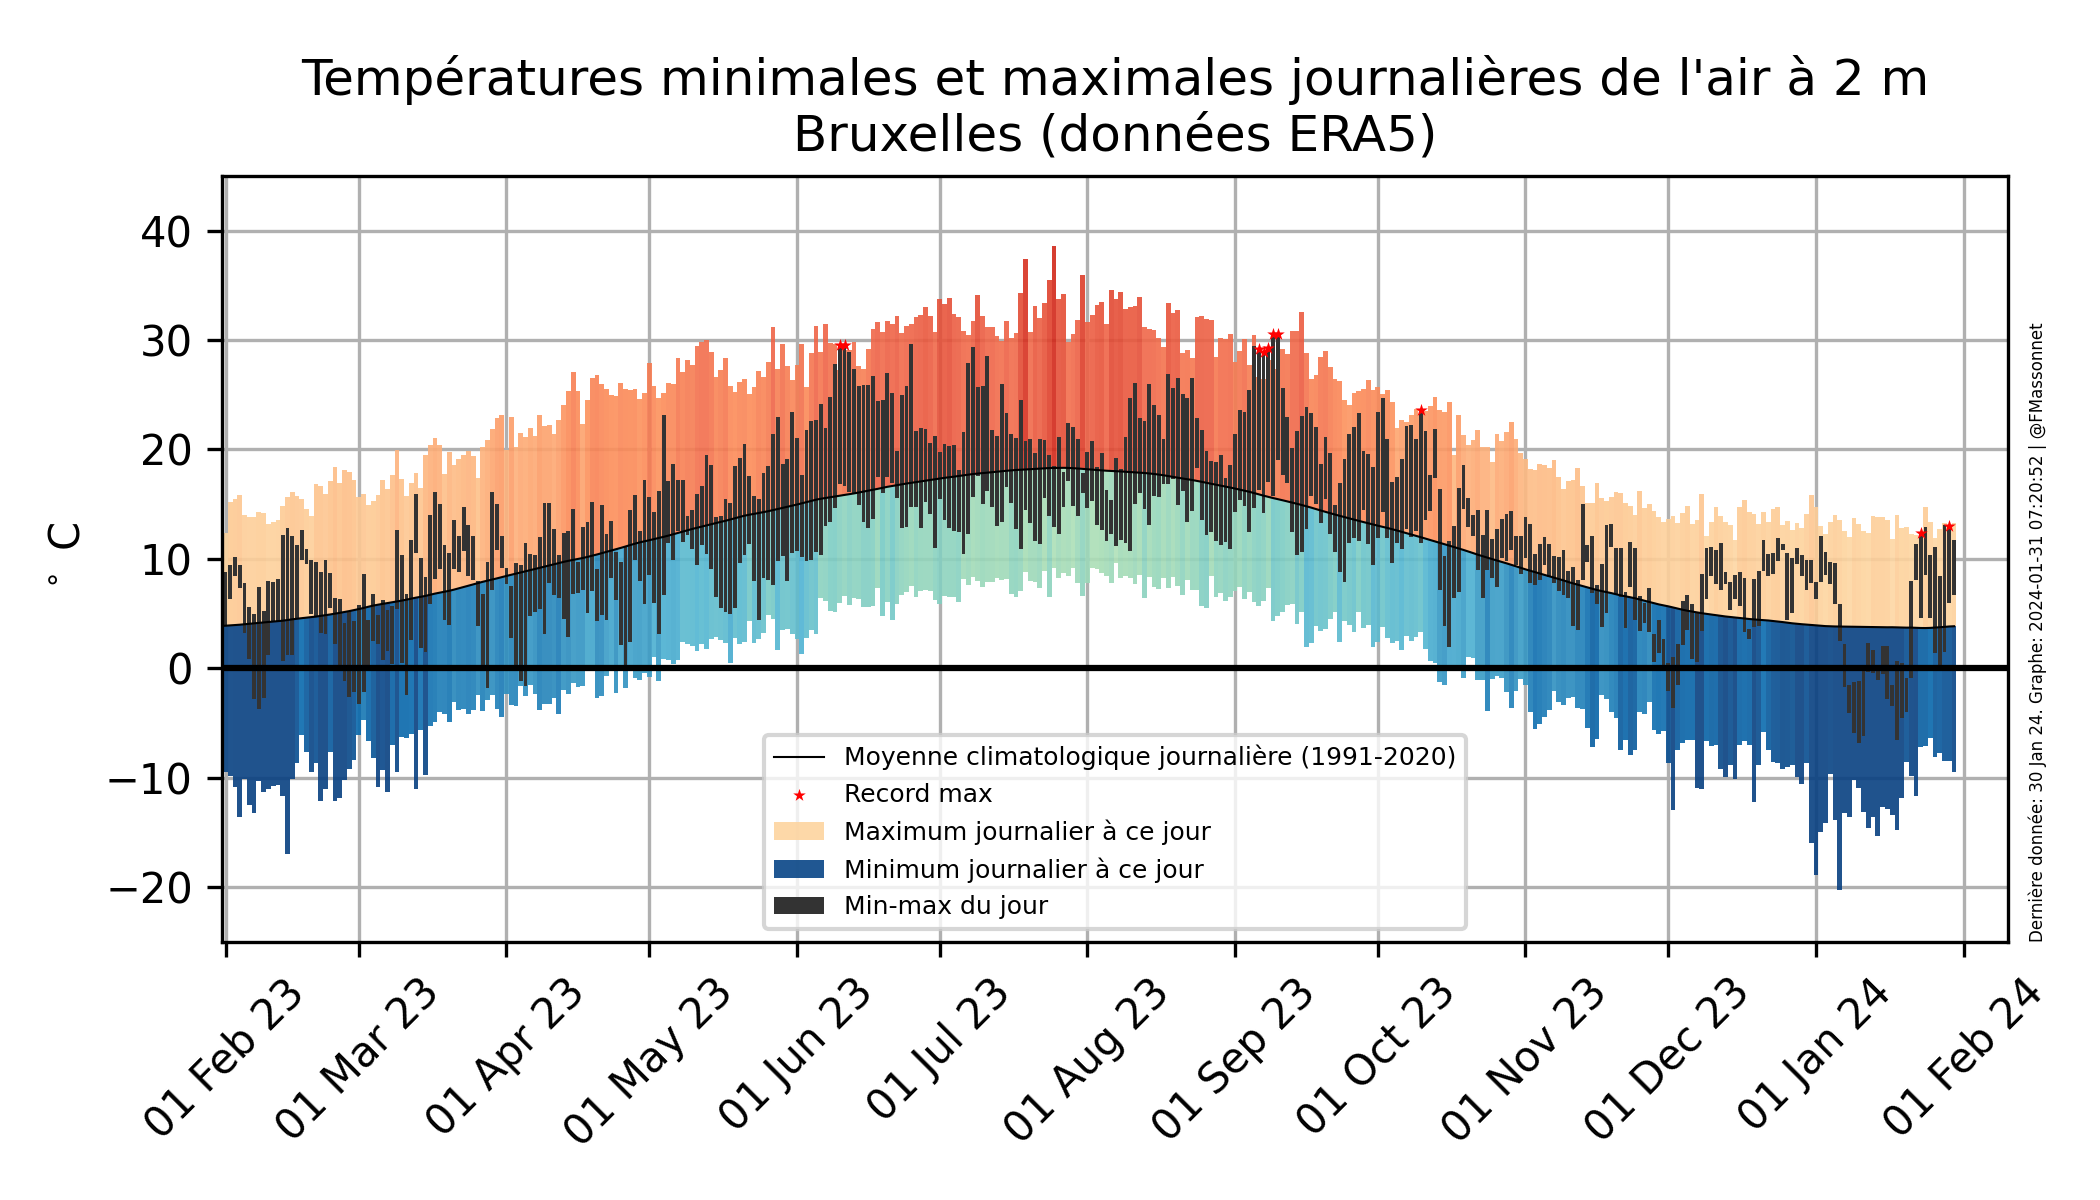 Températures minimales et maximales journalières de l'air à 2 m
Bruxelles (données ERA5)
° C
40
30
20
10
0
−10
−20
Moyenne climatologique journalière (1991-2020)
Record max
Maximum journalier à ce jour
Minimum journalier à ce jour
Min-max du jour
01 Feb 23
01 Mar 23
01 Apr 23
01 May 23
01 Jun 23
01 Jul 23
01 Aug 23
01 Sep 23
01 Oct 23
01 Nov 23
01 Dec 23
01 Jan 24
01 Feb 24
Dernière donnée: 30 Jan 24. Graphe: 2024-01-31 07:20:52 | @FMassonnet